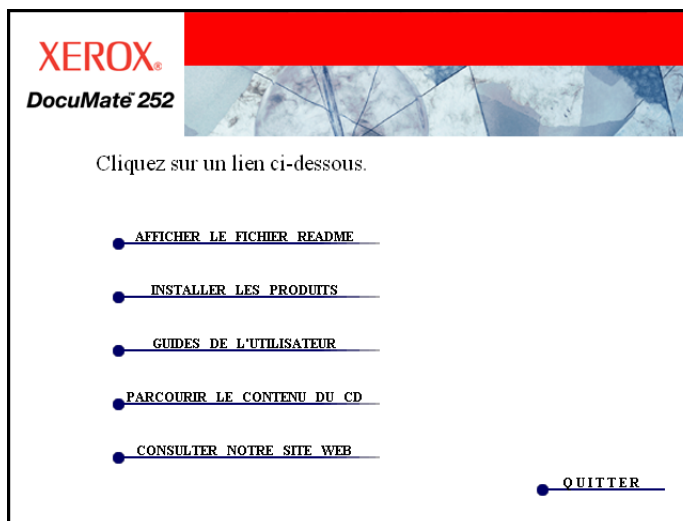 XEROX®
DocuMate™ 252
Cliquez sur un lien ci-dessous.
AFFICHER LE FICHIER README
INSTALLER LES PRODUITS
GUIDES DE L'UTILISATEUR
PARCOURIR LE CONTENU DU CD
CONSULTER NOTRE SITE WEB
QUITTER